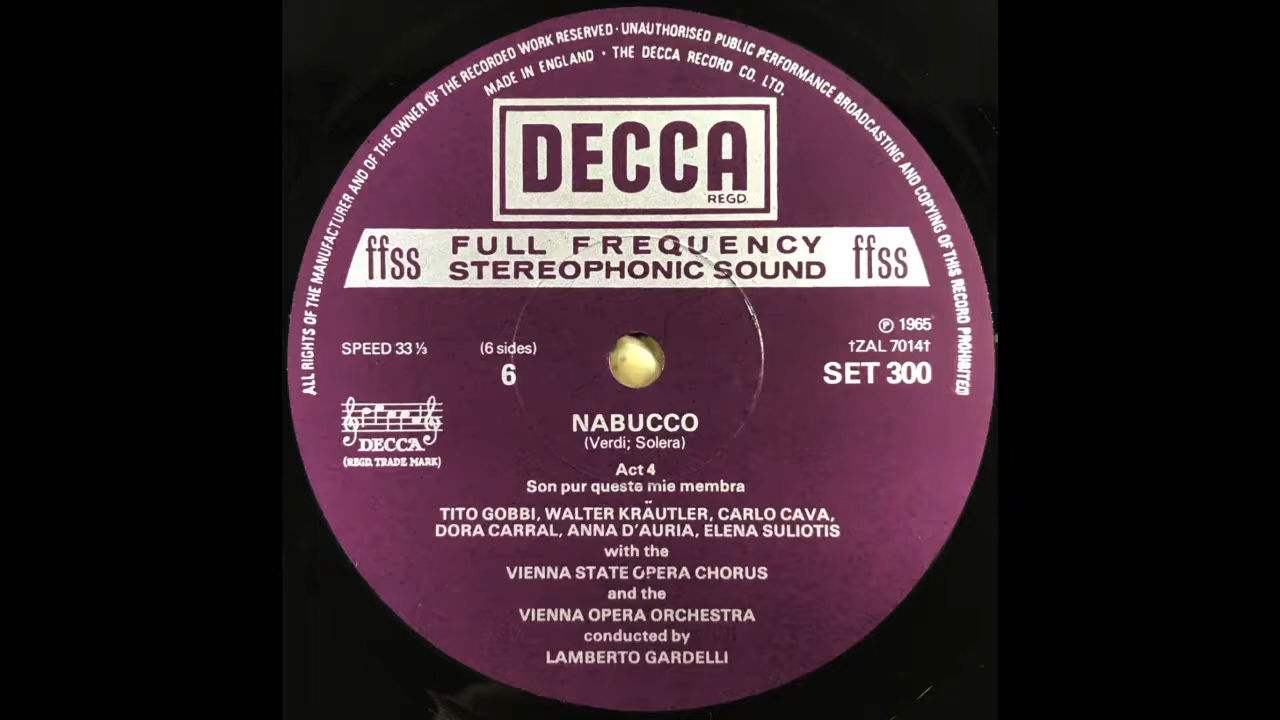 ALL RIGHTS OF THE MANUFACTURER AND OF THE OWNER OF THE RECORDED WORK RESERVED · UNAUTHORISED PUBLIC PERFORMANCE BROADCASTING AND COPYING OF THIS RECORD PROHIBITED
MADE IN ENGLAND · THE DECCA RECORD CO. LTD.
DECCA
REGD.
ffss FULL FREQUENCY ffss
STEREOPHONIC SOUND
℗ 1965
SPEED 33⅓ (6 sides) †ZAL 7014†
6 SET 300
DECCA
(REGD. TRADE MARK)
NABUCCO
(Verdi; Solera)
Act 4
Son pur queste mie membra
TITO GOBBI, WALTER KRÄUTLER, CARLO CAVA,
DORA CARRAL, ANNA D'AURIA, ELENA SULIOTIS
with the
VIENNA STATE OPERA CHORUS
and the
VIENNA OPERA ORCHESTRA
conducted by
LAMBERTO GARDELLI